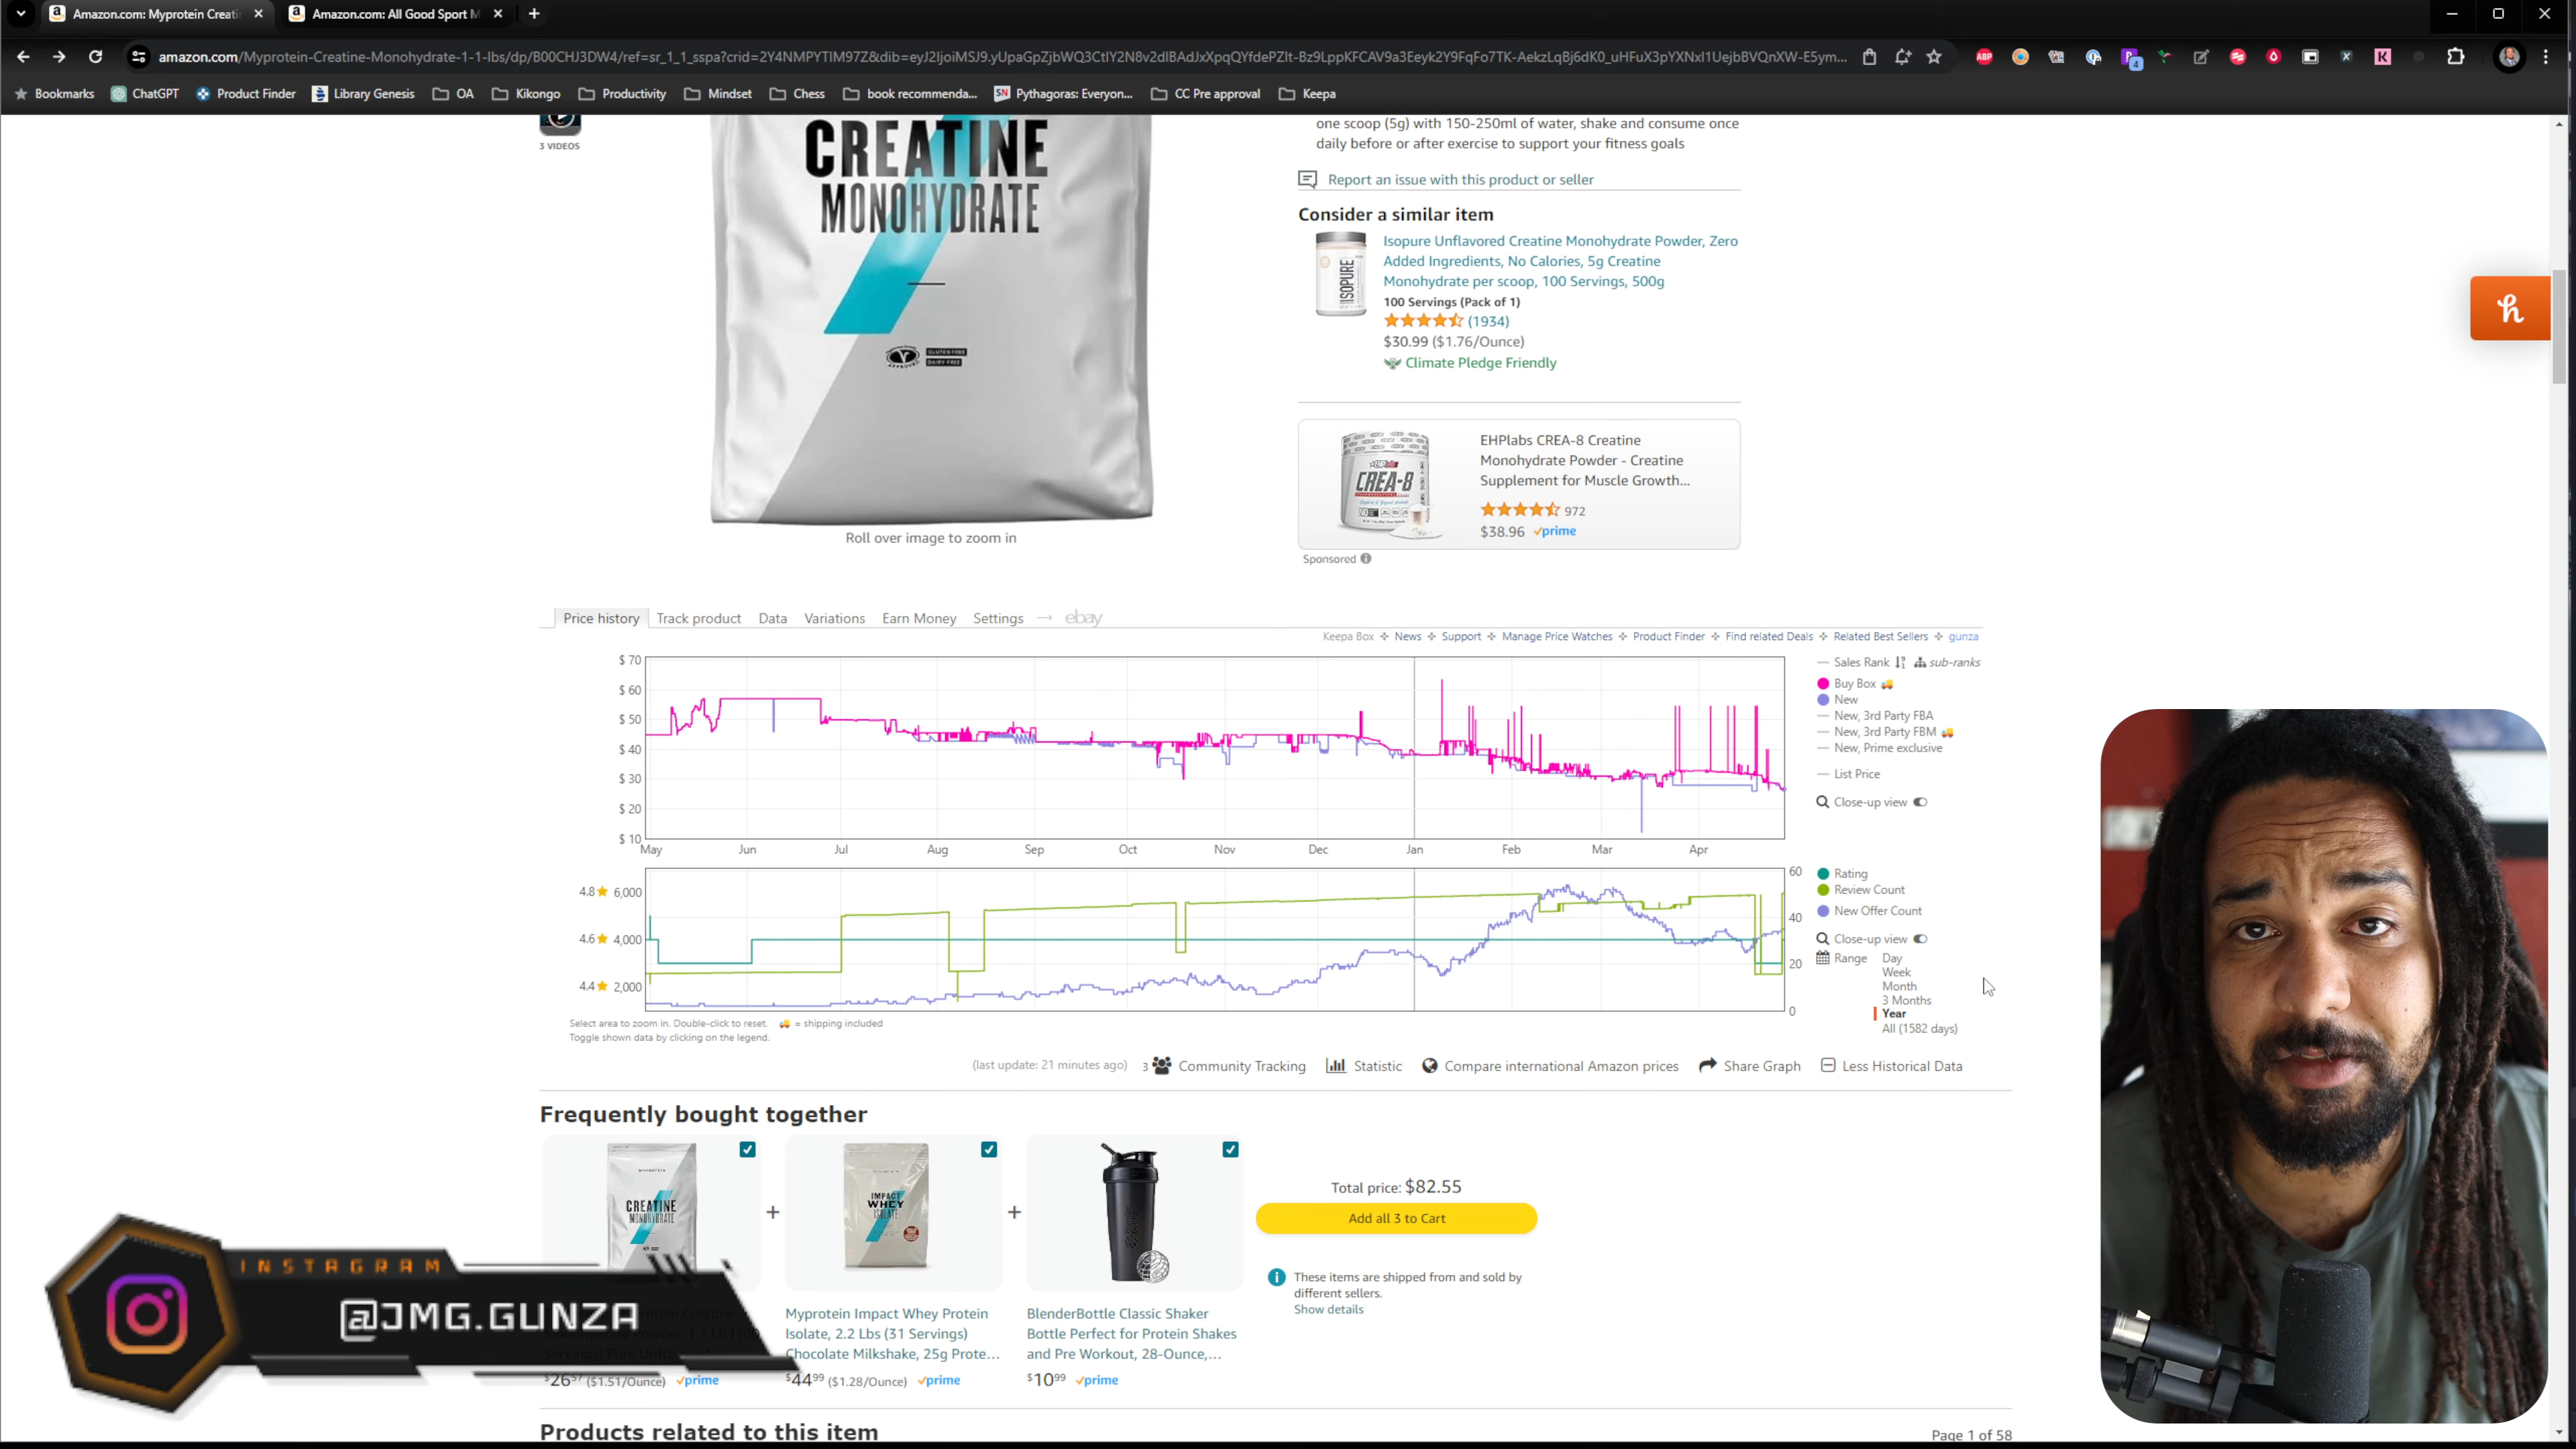 Amazon.com: Myprotein Creati
Amazon.com: All Good Sport M
amazon.com/Myprotein-Creatine-Monohydrate-1-1-lbs/dp/B00CHJ3DW4/ref=sr_1_1_sspa?crid=2Y4NMPYTIM97Z&dib=
Bookmarks
ChatGPT
Product Finder
Library Genesis
OA
Kikongo
Productivity
Mindset
Chess
book recommenda...
Pythagoras: Everyon...
CC Pre approval
Keepa
3 VIDEOS
CREATINE
MONOHYDRATE
APPROVED
GLUTEN FREE
DAIRY FREE
Roll over image to zoom in
one scoop (5g) with 150-250ml of water, shake and consume once
daily before or after exercise to support your fitness goals
Report an issue with this product or seller
Consider a similar item
ISOPURE
Isopure Unflavored Creatine Monohydrate Powder, Zero
Added Ingredients, No Calories, 5g Creatine
Monohydrate per scoop, 100 Servings, 500g
100 Servings (Pack of 1)
(1934)
$30.99 ($1.76/Ounce)
Climate Pledge Friendly
CREA-8
EHPlabs CREA-8 Creatine
Monohydrate Powder - Creatine
Supplement for Muscle Growth...
972
$38.96 prime
Sponsored
Price history Track product Data Variations Earn Money Settings → ebay
Keepa Box News Support Manage Price Watches Product Finder Find related Deals Related Best Sellers gunza
$ 70
$ 60
$ 50
$ 40
$ 30
$ 20
$ 10
May Jun Jul Aug Sep Oct Nov Dec Jan Feb Mar Apr
Sales Rank sub-ranks
Buy Box
New
New, 3rd Party FBA
New, 3rd Party FBM
New, Prime exclusive
List Price
Close-up view
4.8 6,000
4.6 4,000
4.4 2,000
60
40
20
0
Rating
Review Count
New Offer Count
Close-up view
Range Day
Week
Month
3 Months
Year
All (1582 days)
Select area to zoom in. Double-click to reset. = shipping included
Toggle shown data by clicking on the legend.
(last update: 21 minutes ago) 3 Community Tracking Statistic Compare international Amazon prices Share Graph Less Historical Data
Frequently bought together
MYPROTEIN
CREATINE
MONOHYDRATE
+
IMPACT
WHEY
ISOLATE
+
Total price: $82.55
Add all 3 to Cart
These items are shipped from and sold by
different sellers.
Show details
INSTAGRAM
@JMG.GUNZA
$26.57 ($1.51/Ounce) prime
Myprotein Impact Whey Protein
Isolate, 2.2 Lbs (31 Servings)
Chocolate Milkshake, 25g Prote...
$44.99 ($1.28/Ounce) prime
BlenderBottle Classic Shaker
Bottle Perfect for Protein Shakes
and Pre Workout, 28-Ounce,...
$10.99 prime
Products related to this item
Page 1 of 58